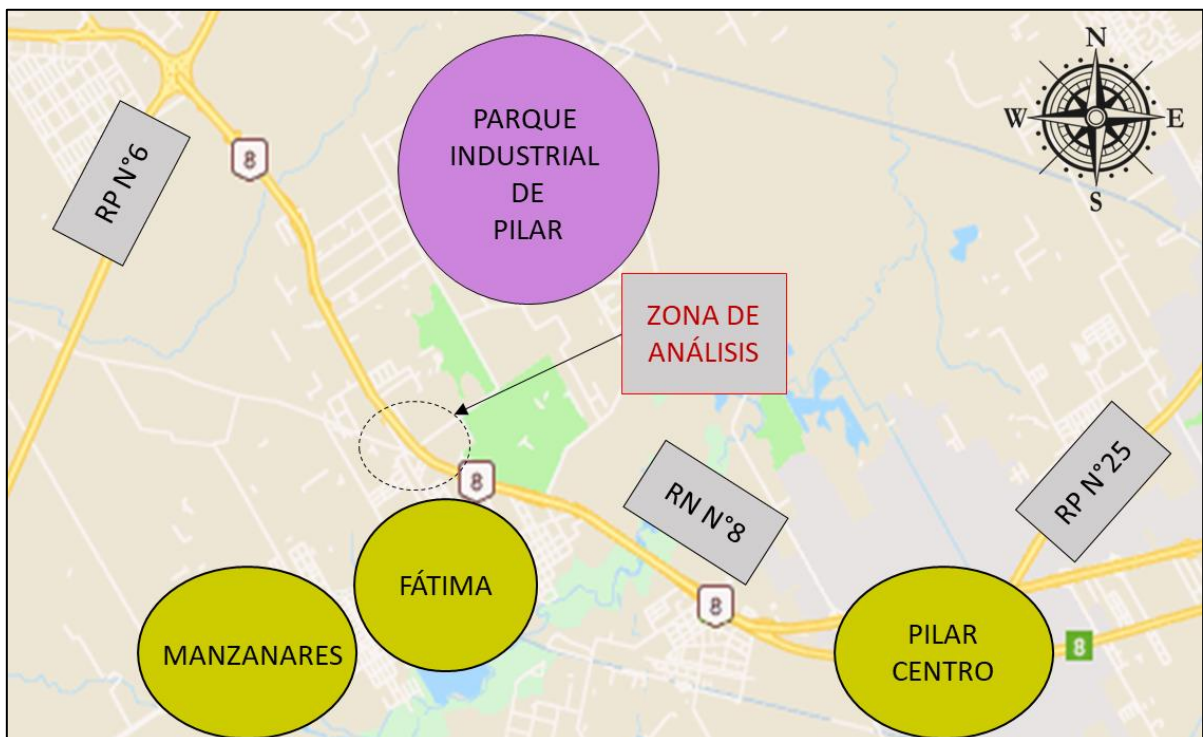 N
W
E
S
PARQUE
INDUSTRIAL
DE
PILAR
8
RP N°6
ZONA DE
ANÁLISIS
8
RN N°8
RP N°25
FÁTIMA
8
MANZANARES
PILAR
CENTRO
8